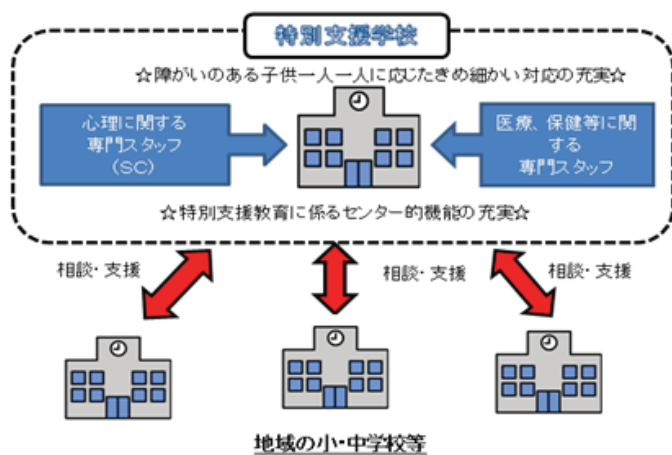 特別支援学校
☆障がいのある子供一人一人に応じたきめ細かい対応の充実☆
心理に関する
専門スタッフ
（SC）
医療、保健等に関
する
専門スタッフ
☆特別支援教育に係るセンター的機能の充実☆
相談・支援
相談・支援
相談・支援
地域の小・中学校等